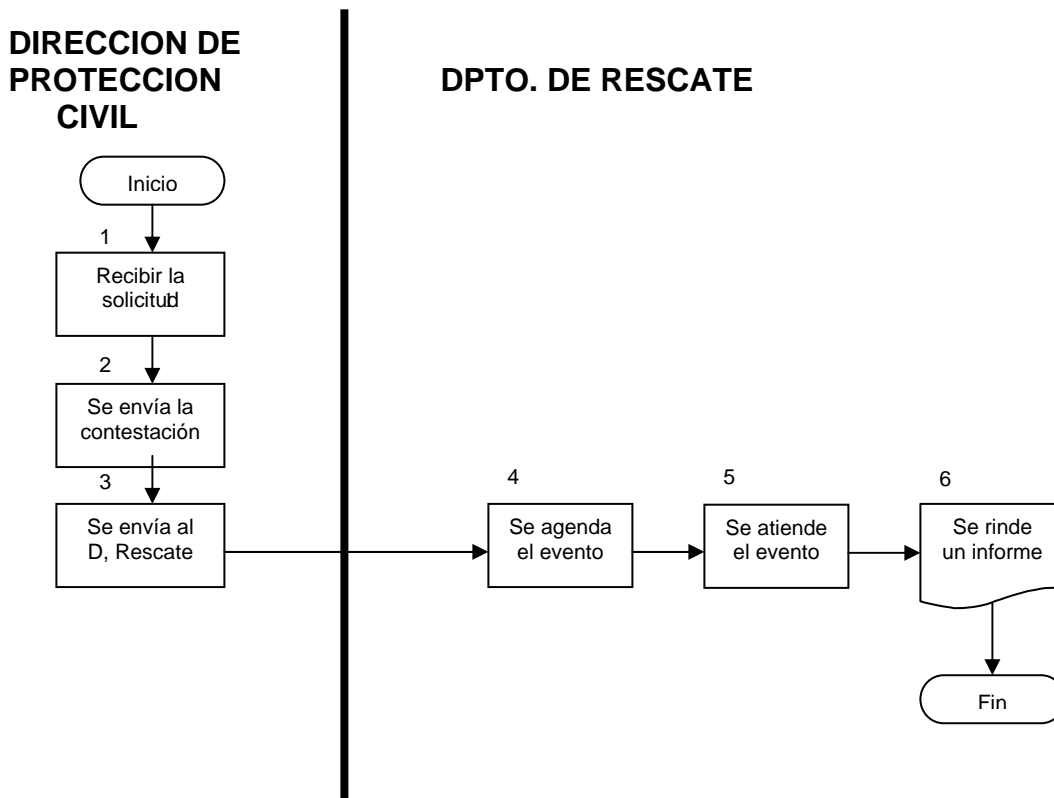 DIRECCION DE
PROTECCION
CIVIL
DPTO. DE RESCATE
Inicio
1
Recibir la
solicitud
2
Se envía la
contestación
3
Se envía al
D, Rescate
4
Se agenda
el evento
5
Se atiende
el evento
6
Se rinde
un informe
Fin